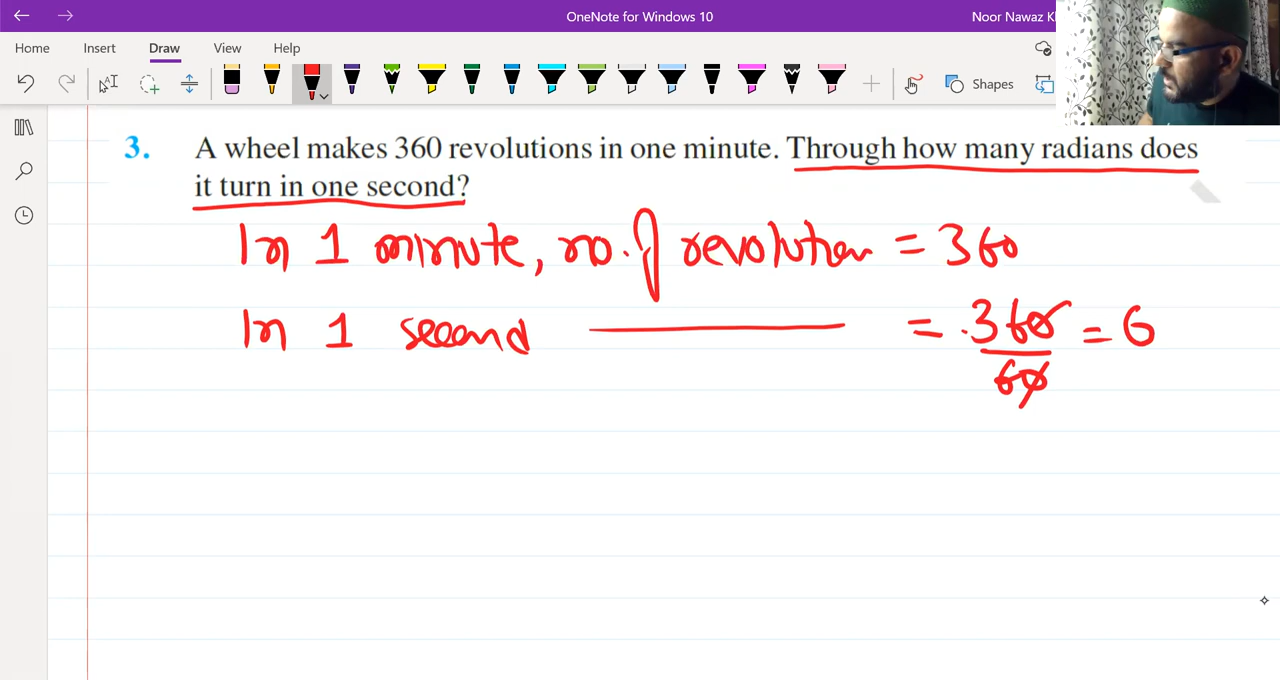 OneNote for Windows 10
Noor Nawaz Kh
Home Insert Draw View Help
Shapes
3. A wheel makes 360 revolutions in one minute. Through how many radians does
it turn in one second?
In 1 minute, no. of revolution = 360
In 1 second ———— = 360/60 = 6